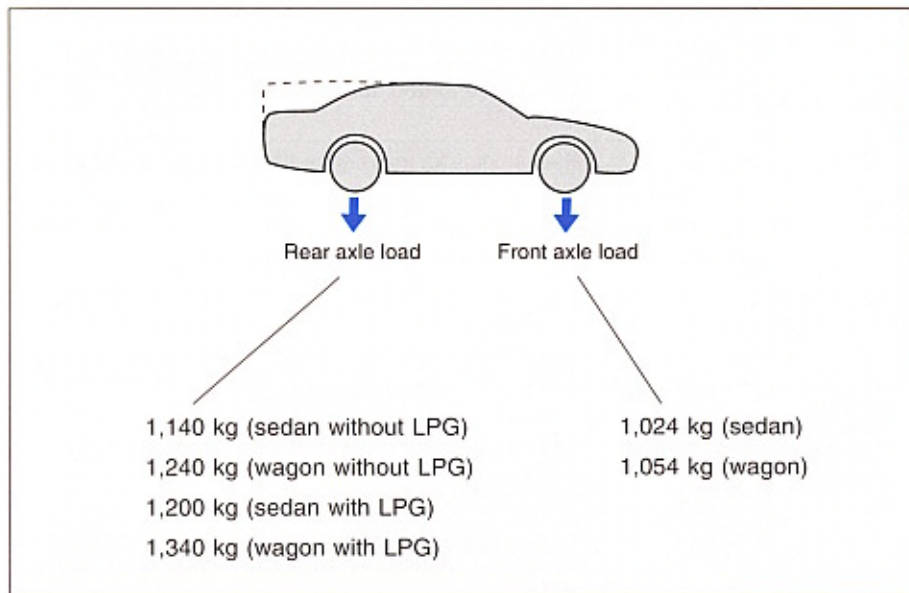 Rear axle load
Front axle load
1,140 kg (sedan without LPG)
1,240 kg (wagon without LPG)
1,200 kg (sedan with LPG)
1,340 kg (wagon with LPG)
1,024 kg (sedan)
1,054 kg (wagon)